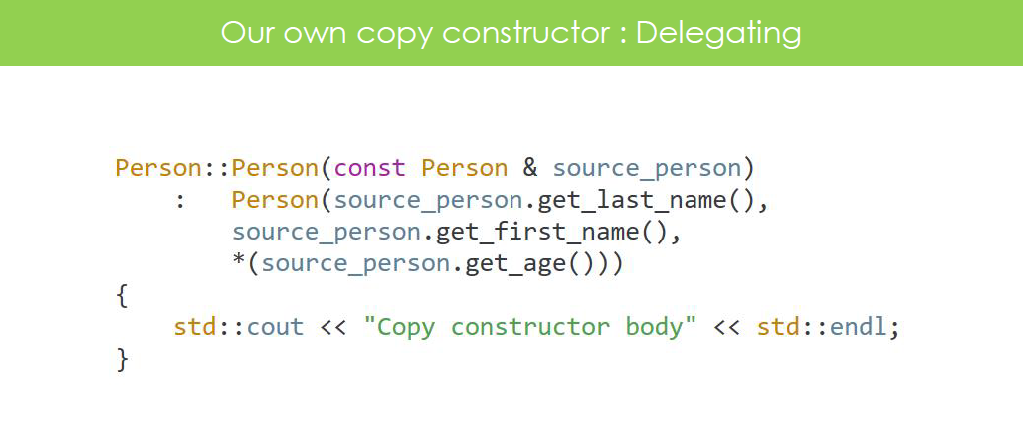 Our own copy constructor : Delegating
Person::Person(const Person & source_person)
    :   Person(source_person.get_last_name(),
        source_person.get_first_name(),
        *(source_person.get_age()))
{
    std::cout << "Copy constructor body" << std::endl;
}